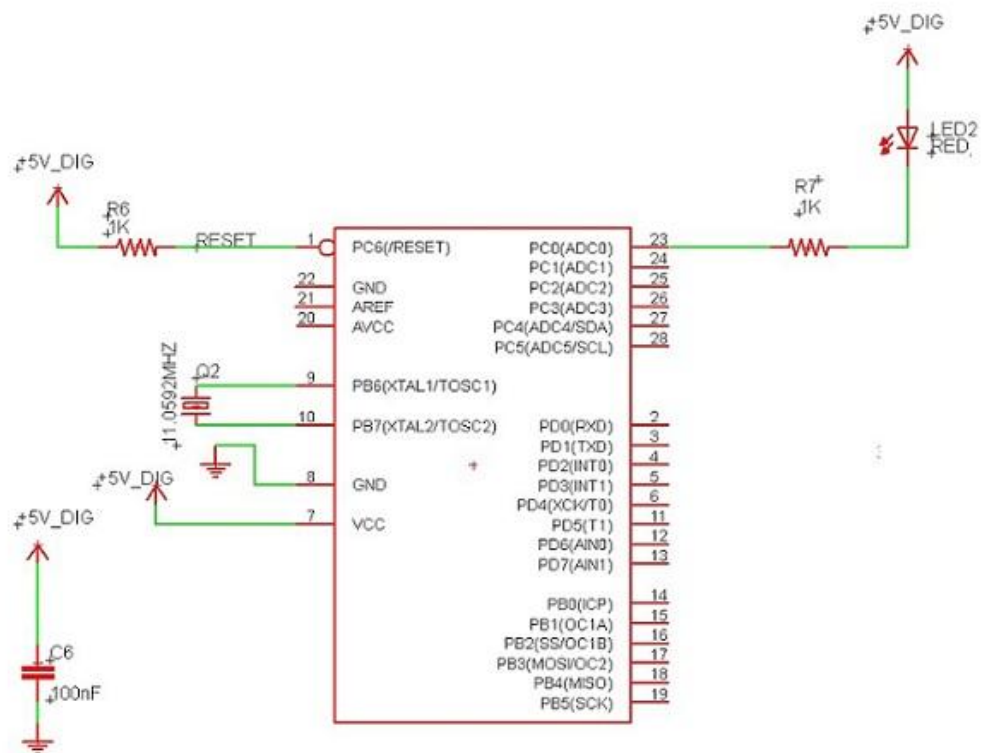 +5V_DIG
LED2
RED
+5V_DIG
R6
1K
RESET
R7
1K
1
PC6(/RESET)
22
GND
21
AREF
20
AVCC
9
PB6(XTAL1/TOSC1)
10
PB7(XTAL2/TOSC2)
8
GND
7
VCC
PC0(ADC0)
23
PC1(ADC1)
24
PC2(ADC2)
25
PC3(ADC3)
26
PC4(ADC4/SDA)
27
PC5(ADC5/SCL)
28
PD0(RXD)
2
PD1(TXD)
3
PD2(INT0)
4
PD3(INT1)
5
PD4(XCK/T0)
6
PD5(T1)
11
PD6(AIN0)
12
PD7(AIN1)
13
PB0(ICP)
14
PB1(OC1A)
15
PB2(SS/OC1B)
16
PB3(MOSI/OC2)
17
PB4(MISO)
18
PB5(SCK)
19
Q2
11.0592MHZ
+5V_DIG
+5V_DIG
C6
100nF